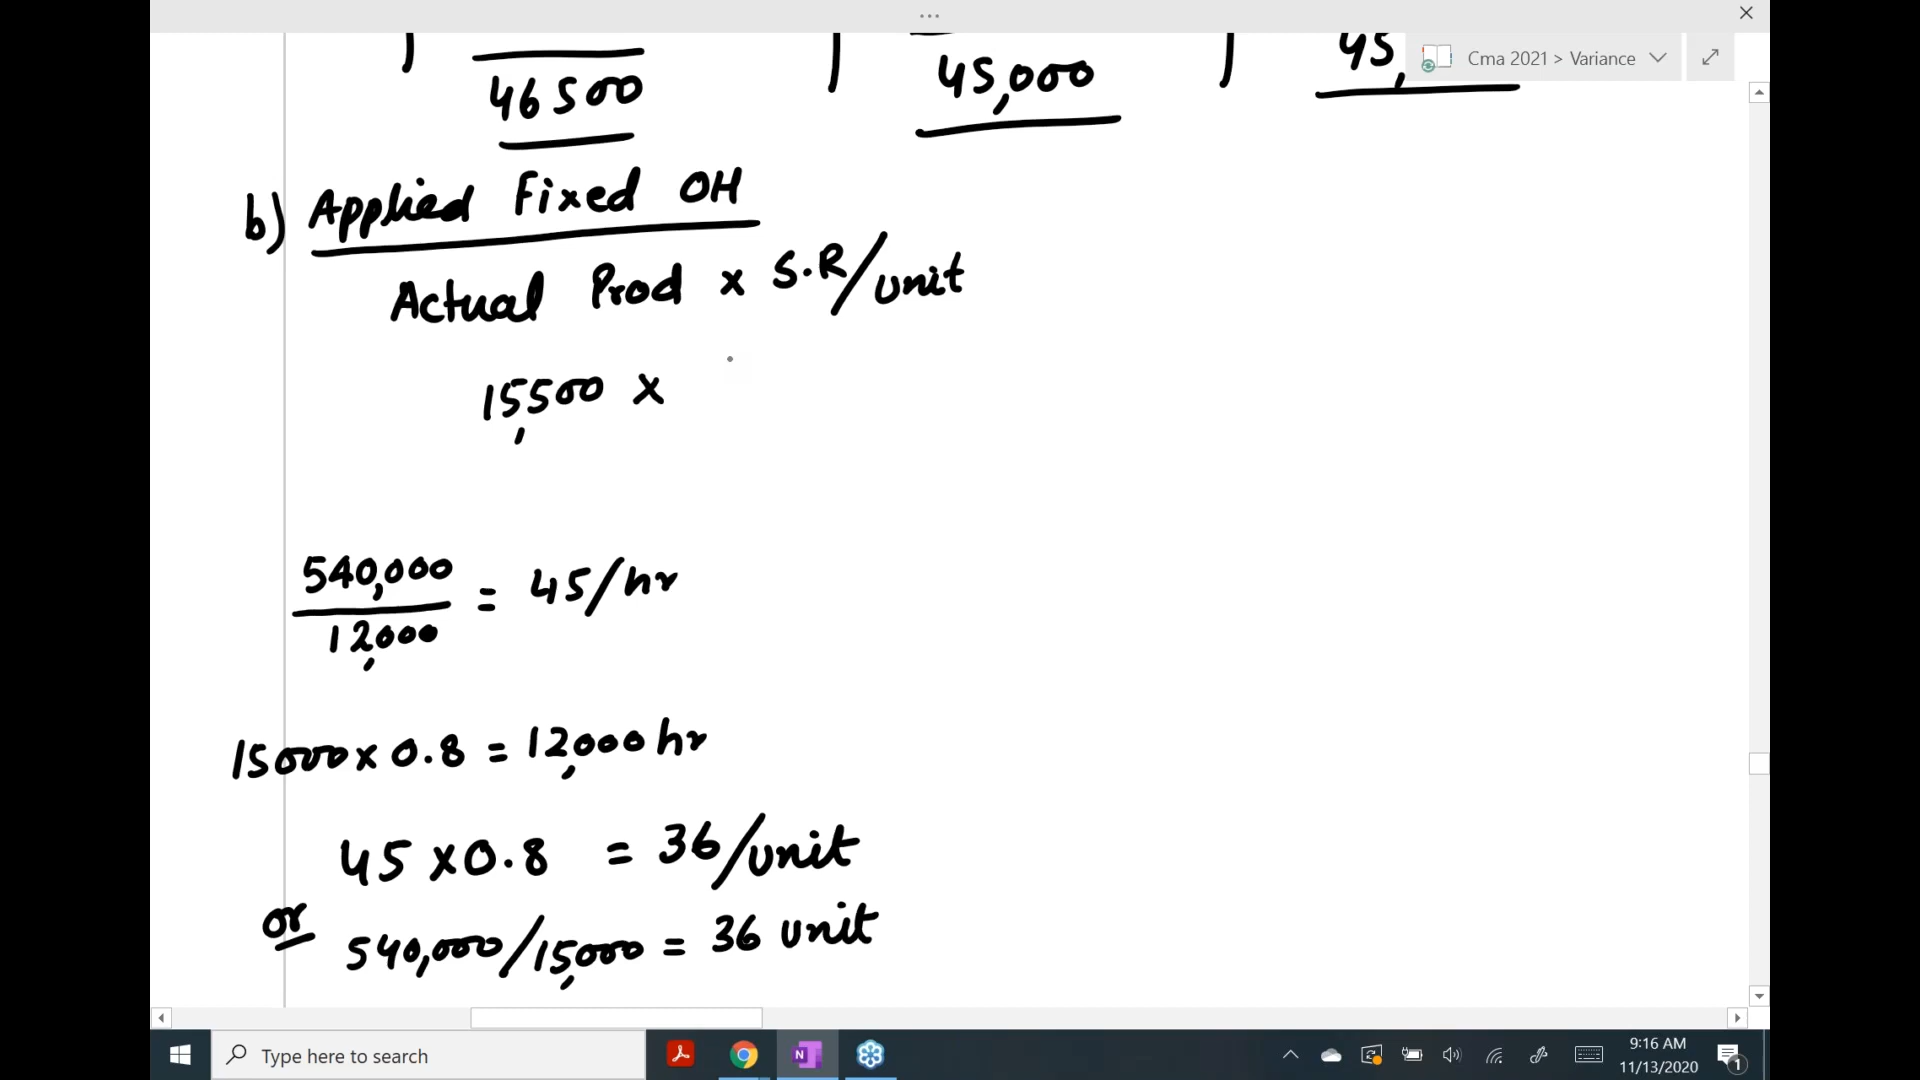 46500
45,000
45,
Cma 2021 > Variance
b) Applied Fixed OH
Actual Prod x S.R/unit
15,500 x
540,000
12,000
= 45/hr
15000 x 0.8 = 12,000 hr
45 x 0.8 = 36/unit
or
540,000/15,000 = 36 unit
Type here to search
9:16 AM
11/13/2020
1